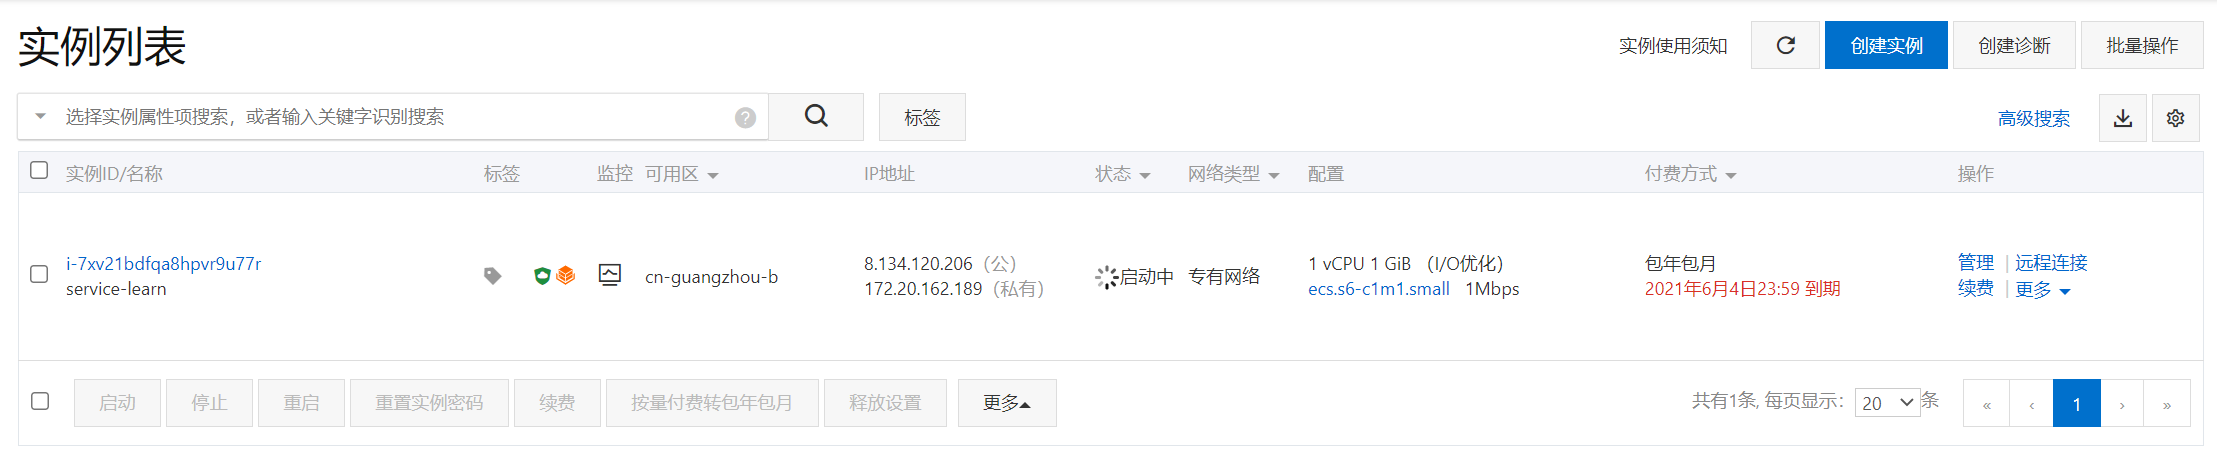 实例列表
实例使用须知
创建实例
创建诊断
批量操作
选择实例属性项搜索，或者输入关键字识别搜索
?
标签
高级搜索
实例ID/名称 标签 监控 可用区 IP地址 状态 网络类型 配置 付费方式 操作
i-7xv21bdfqa8hpvr9u77r
service-learn
cn-guangzhou-b
8.134.120.206（公）
172.20.162.189（私有）
启动中
专有网络
1 vCPU 1 GiB （I/O优化）
ecs.s6-c1m1.small 1Mbps
包年包月
2021年6月4日23:59 到期
管理 | 远程连接
续费 | 更多
启动 停止 重启 重置实例密码 续费 按量付费转包年包月 释放设置 更多
共有1条, 每页显示: 20 条 « ‹ 1 › »